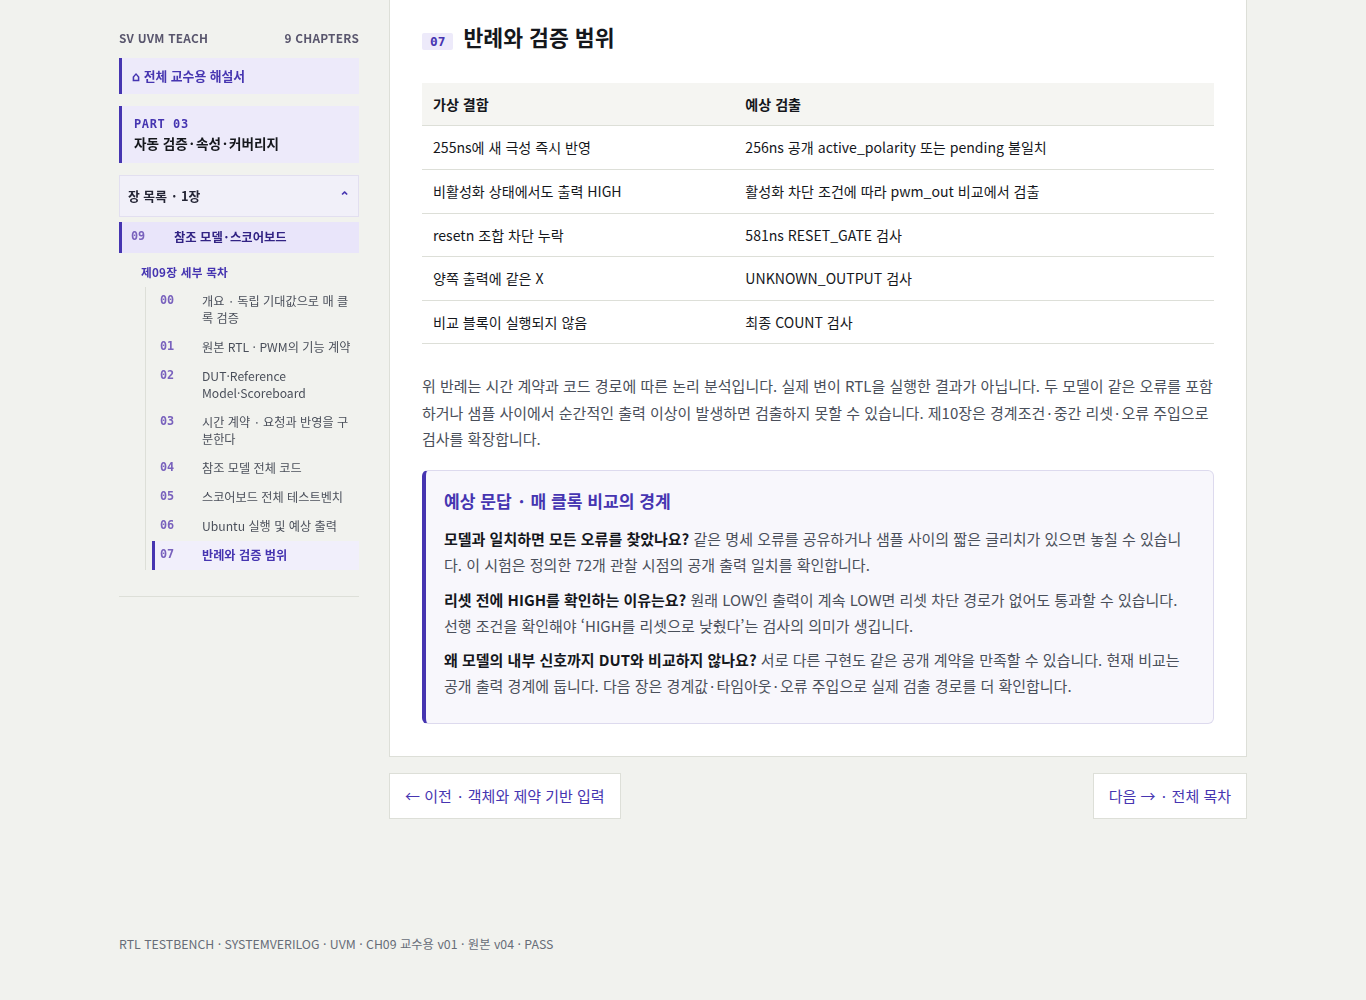 SV UVM TEACH 9 CHAPTERS
⌂ 전체 교수용 해설서
PART 03
자동 검증·속성·커버리지
장 목록 · 1장
09 참조 모델·스코어보드
제09장 세부 목차
00 개요 · 독립 기대값으로 매 클
록 검증
01 원본 RTL · PWM의 기능 계약
02 DUT·Reference
Model·Scoreboard
03 시간 계약 · 요청과 반영을 구
분한다
04 참조 모델 전체 코드
05 스코어보드 전체 테스트벤치
06 Ubuntu 실행 및 예상 출력
07 반례와 검증 범위
07 반례와 검증 범위
가상 결함 예상 검출
255ns에 새 극성 즉시 반영 256ns 공개 active_polarity 또는 pending 불일치
비활성화 상태에서도 출력 HIGH 활성화 차단 조건에 따라 pwm_out 비교에서 검출
resetn 조합 차단 누락 581ns RESET_GATE 검사
양쪽 출력에 같은 X UNKNOWN_OUTPUT 검사
비교 블록이 실행되지 않음 최종 COUNT 검사
위 반례는 시간 계약과 코드 경로에 따른 논리 분석입니다. 실제 변이 RTL을 실행한 결과가 아닙니다. 두 모델이 같은 오류를 포함
하거나 샘플 사이에서 순간적인 출력 이상이 발생하면 검출하지 못할 수 있습니다. 제10장은 경계조건·중간 리셋·오류 주입으로
검사를 확장합니다.
예상 문답 · 매 클록 비교의 경계
모델과 일치하면 모든 오류를 찾았나요? 같은 명세 오류를 공유하거나 샘플 사이의 짧은 글리치가 있으면 놓칠 수 있습니
다. 이 시험은 정의한 72개 관찰 시점의 공개 출력 일치를 확인합니다.
리셋 전에 HIGH를 확인하는 이유는요? 원래 LOW인 출력이 계속 LOW면 리셋 차단 경로가 없어도 통과할 수 있습니다.
선행 조건을 확인해야 ‘HIGH를 리셋으로 낮췄다’는 검사의 의미가 생깁니다.
왜 모델의 내부 신호까지 DUT와 비교하지 않나요? 서로 다른 구현도 같은 공개 계약을 만족할 수 있습니다. 현재 비교는
공개 출력 경계에 둡니다. 다음 장은 경계값·타임아웃·오류 주입으로 실제 검출 경로를 더 확인합니다.
← 이전 · 객체와 제약 기반 입력 다음 → · 전체 목차
RTL TESTBENCH · SYSTEMVERILOG · UVM · CH09 교수용 v01 · 원본 v04 · PASS